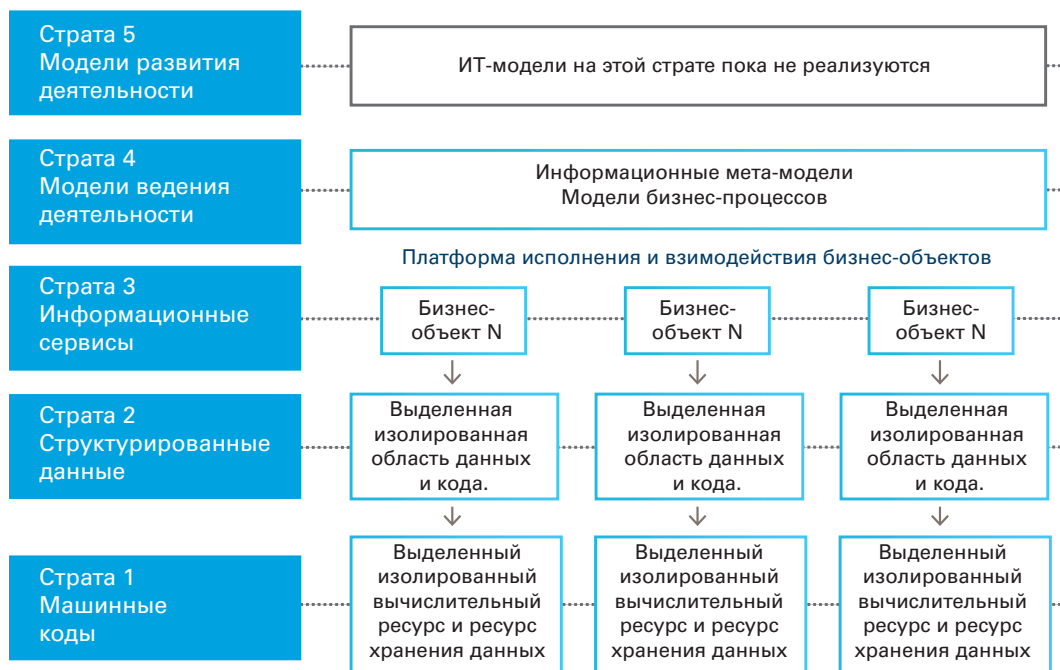 Страта 5
Модели развития
деятельности
ИТ-модели на этой страте пока не реализуются
Страта 4
Модели ведения
деятельности
Информационные мета-модели
Модели бизнес-процессов
Платформа исполнения и взимодействия бизнес-объектов
Страта 3
Информационные
сервисы
Бизнес-
объект N
Бизнес-
объект N
Бизнес-
объект N
Страта 2
Структурированные
данные
Выделенная
изолированная
область данных
и кода.
Выделенная
изолированная
область данных
и кода.
Выделенная
изолированная
область данных
и кода.
Страта 1
Машинные
коды
Выделенный
изолированный
вычислительный
ресурс и ресурс
хранения данных
Выделенный
изолированный
вычислительный
ресурс и ресурс
хранения данных
Выделенный
изолированный
вычислительный
ресурс и ресурс
хранения данных